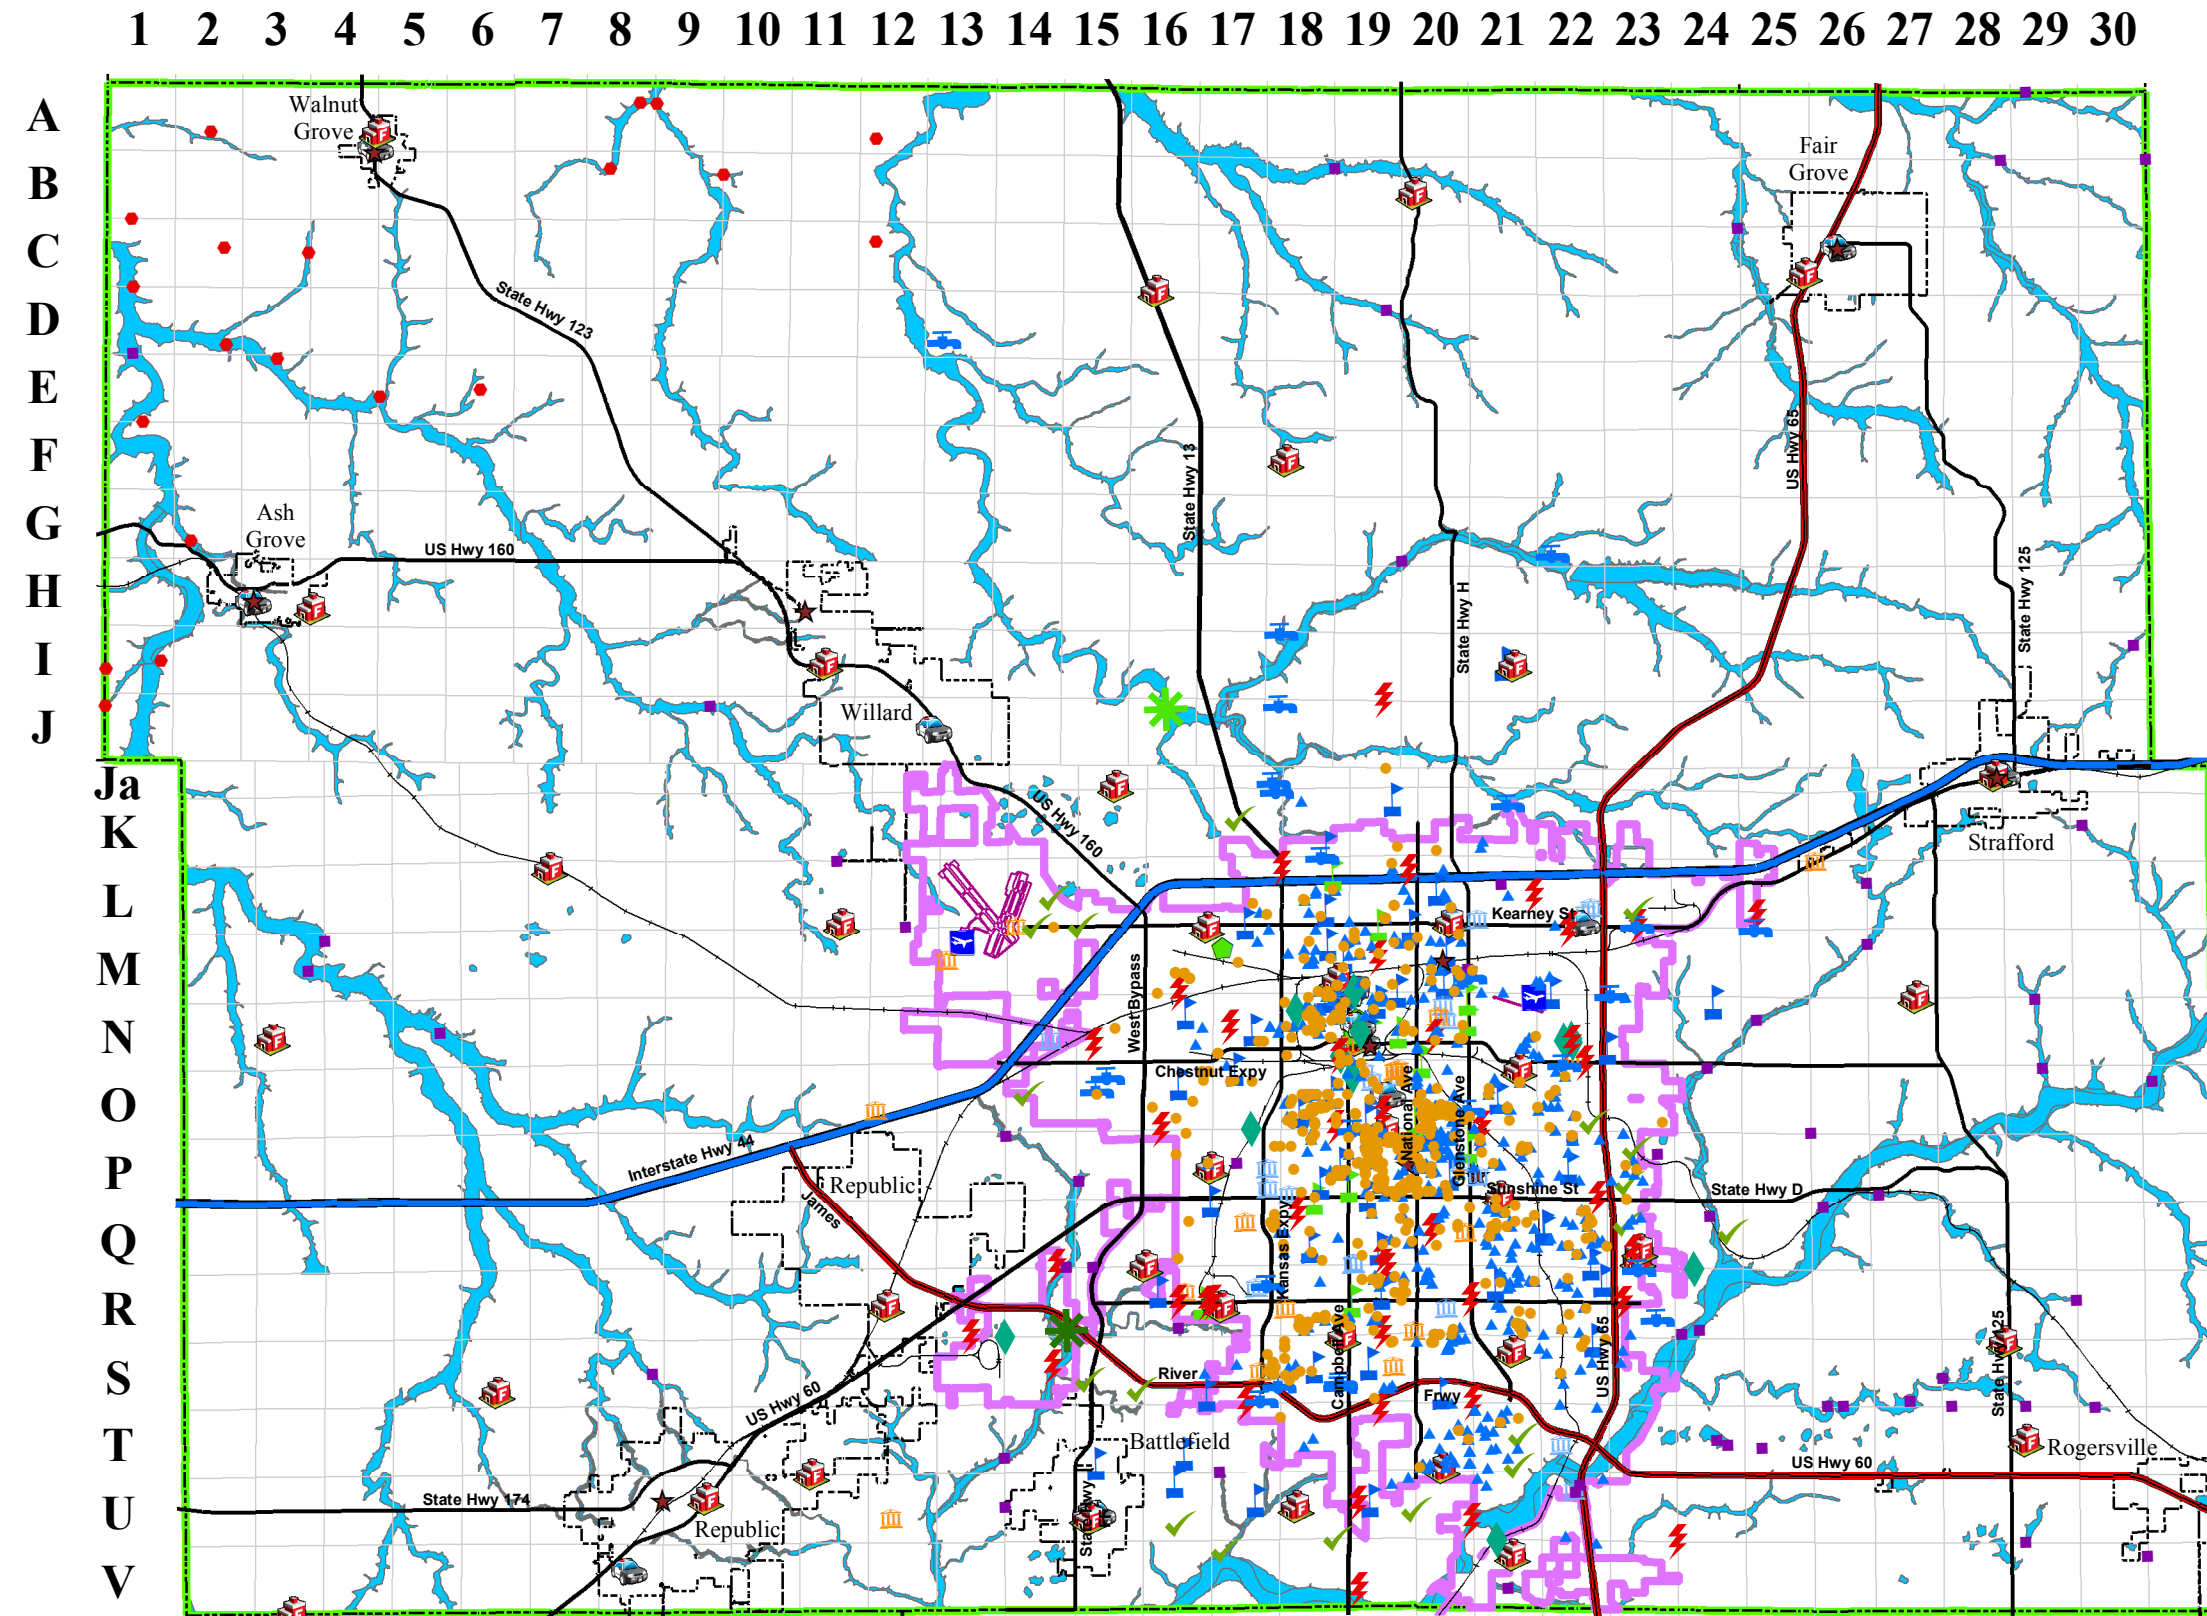 1 2 3 4 5 6 7 8 9 10 11 12 13 14 15 16 17 18 19 20 21 22 23 24 25 26 27 28 29 30
A
Walnut
Grove
Fair
Grove
B
C
State Hwy 123
D
E
US Hwy 65
F
State Hwy 13
G
Ash
Grove
US Hwy 160
H
State Hwy H
State Hwy 125
I
J
Willard
Ja
US Hwy 160
K
Strafford
L
Kearney St
M
West Bypass
N
Chestnut Expy
O
National Ave
Glenstone Ave
Interstate Hwy 44
P
Republic
James
Sunshine St
State Hwy D
Q
Kansas Expy
R
Campbell Ave
US Hwy 65
State Hwy 125
S
River
Frwy
US Hwy 60
T
Battlefield
Rogersville
US Hwy 60
State Hwy 174
U
Republic
State Hwy
V